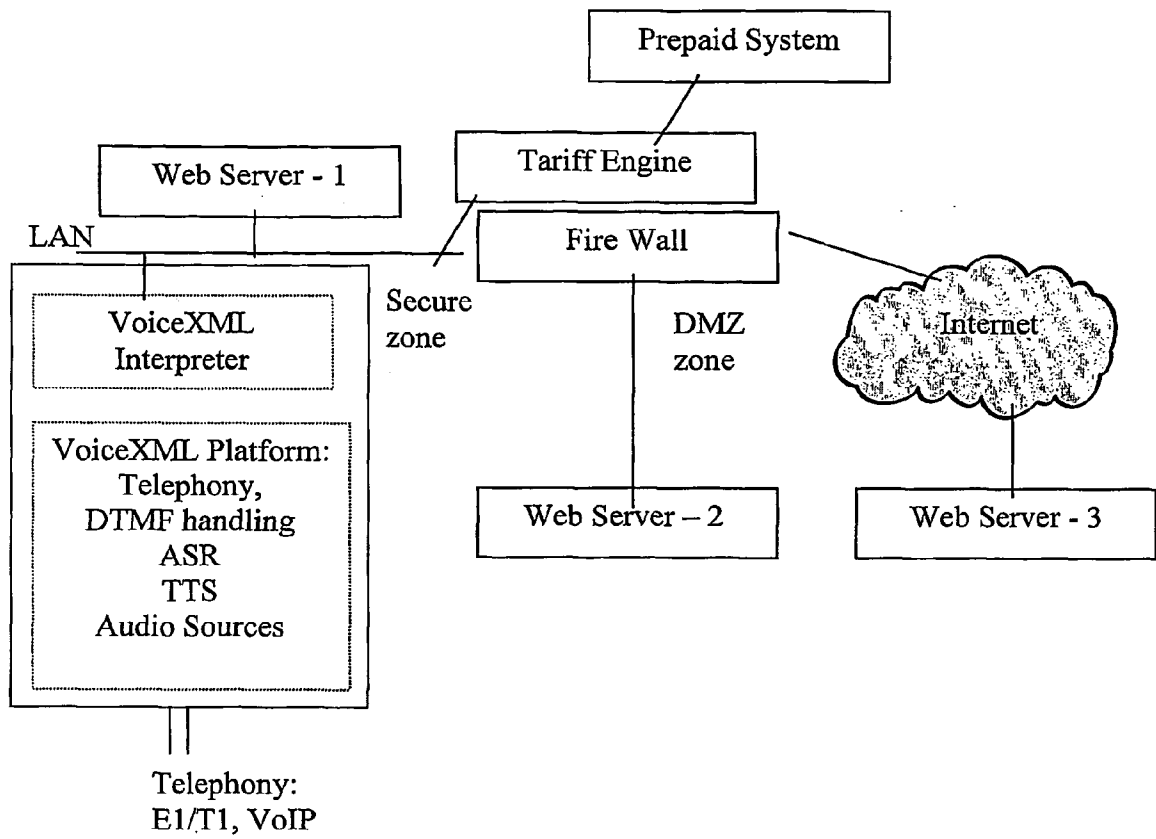 Prepaid System
Tariff Engine
Web Server - 1
Fire Wall
LAN
Secure
zone
DMZ
zone
Internet
VoiceXML
Interpreter
VoiceXML Platform:
Telephony,
DTMF handling
ASR
TTS
Audio Sources
Web Server – 2
Web Server - 3
Telephony:
E1/T1, VoIP